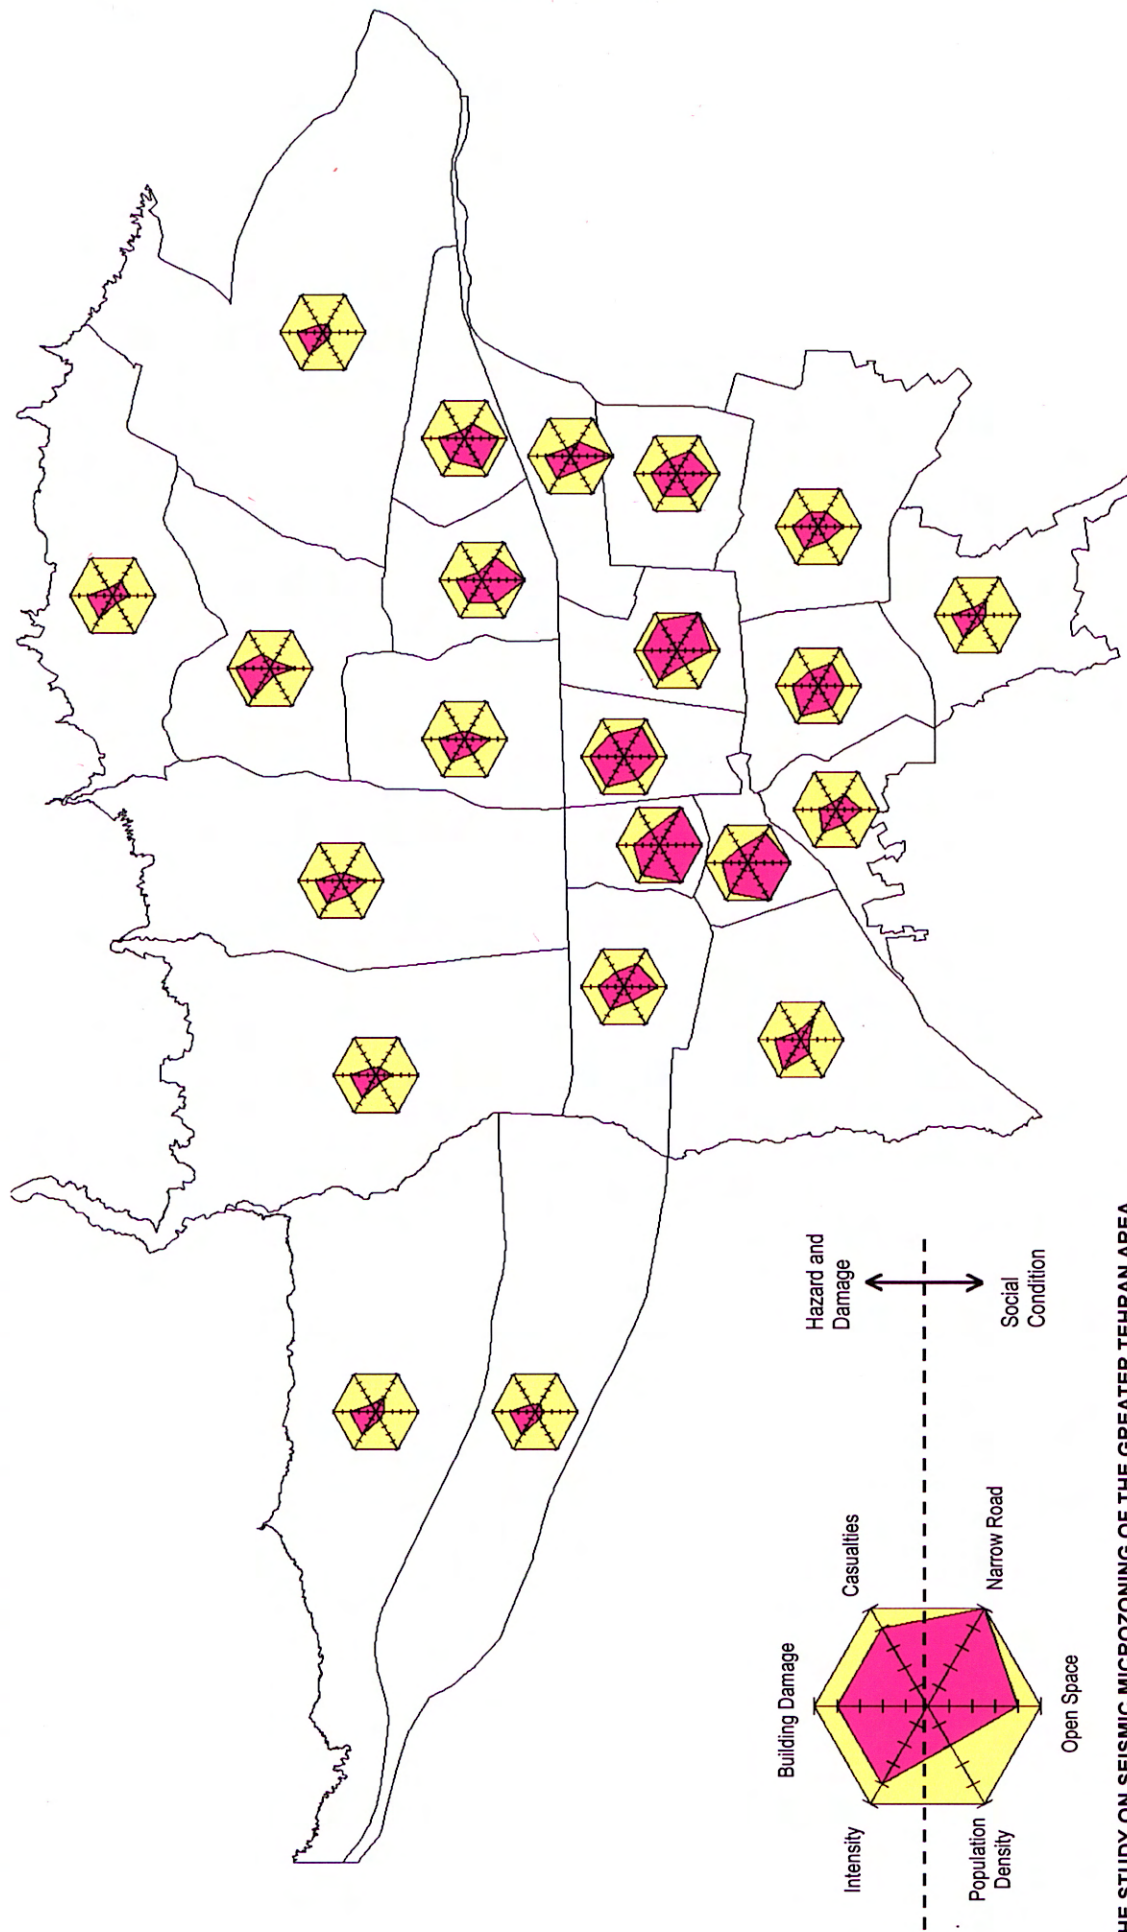 Hazard and
Damage
Social
Condition
Building Damage
Casualties
Intensity
Narrow Road
Population
Density
Open Space
HE STUDY ON SEISMIC MICROZONING OF THE GREATER TEHRAN AREA